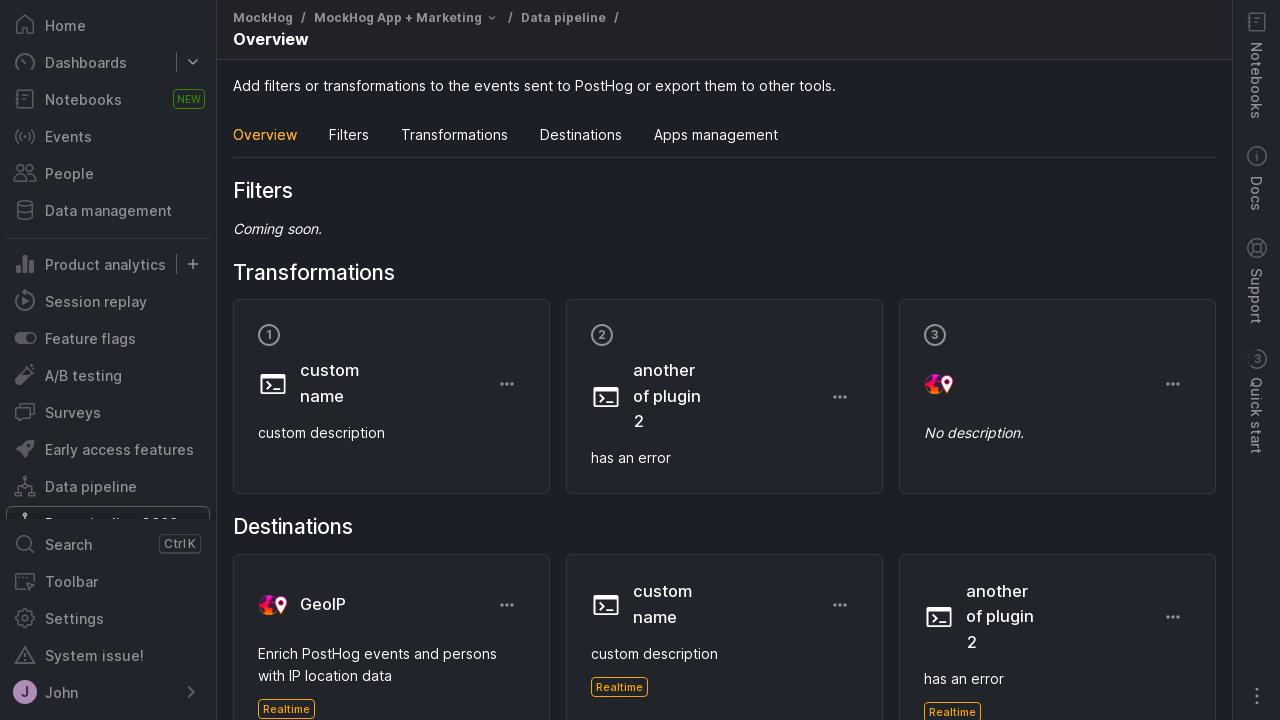 Home
Dashboards
Notebooks
NEW
Events
People
Data management
Product analytics
Session replay
Feature flags
A/B testing
Surveys
Early access features
Data pipeline
Search
Ctrl K
Toolbar
Settings
System issue!
J
John
MockHog / MockHog App + Marketing / Data pipeline /
Overview
Add filters or transformations to the events sent to PostHog or export them to other tools.
Overview Filters Transformations Destinations Apps management
Filters
Coming soon.
Transformations
1
custom
name
custom description
2
another
of plugin
2
has an error
3
No description.
Destinations
GeoIP
Enrich PostHog events and persons
with IP location data
Realtime
custom
name
custom description
Realtime
another
of plugin
2
has an error
Realtime
Notebooks
Docs
Support
3
Quick start